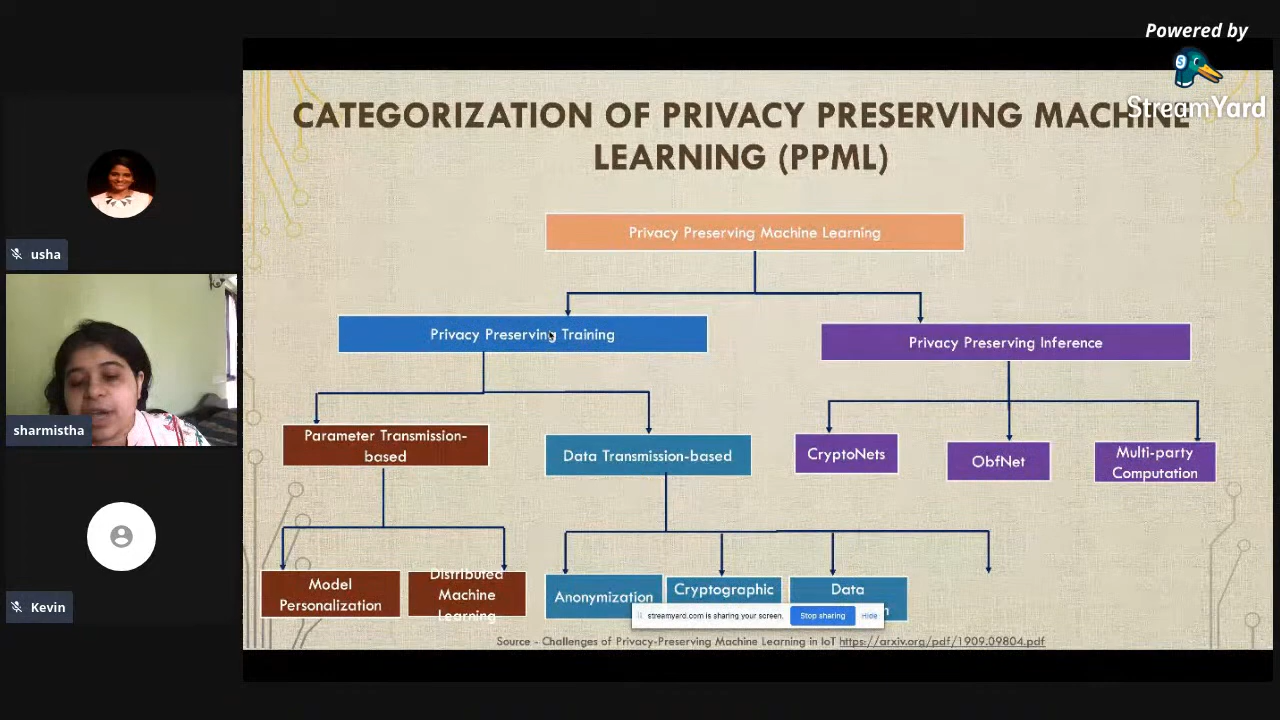 Powered by
StreamYard
CATEGORIZATION OF PRIVACY PRESERVING MACHINE
LEARNING (PPML)
Privacy Preserving Machine Learning
Privacy Preserving Training
Privacy Preserving Inference
Parameter Transmission-
based
Data Transmission-based
CryptoNets
ObfNet
Multi-party
Computation
Model
Personalization
Distributed
Machine
Learning
Anonymization
Cryptographic
Data
streamyard.com is sharing your screen.
Stop sharing
Hide
Source - Challenges of Privacy-Preserving Machine Learning in IoT https://arxiv.org/pdf/1909.09804.pdf
usha
sharmistha
Kevin